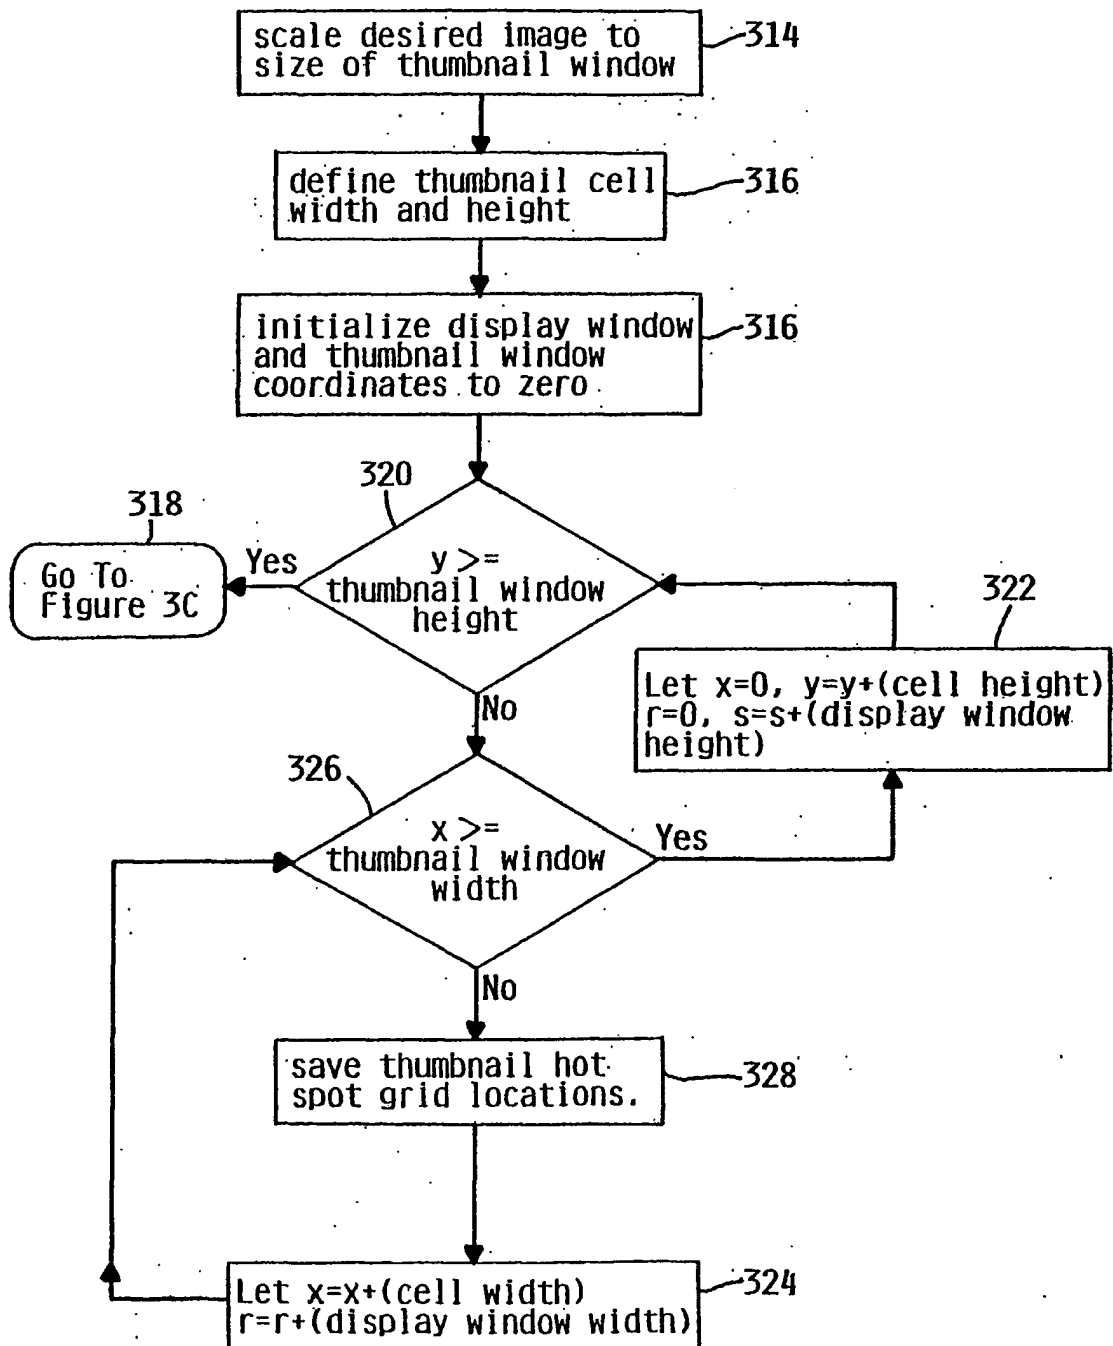 scale desired image to
size of thumbnail window
314
define thumbnail cell
width and height
316
initialize display window
and thumbnail window
coordinates to zero
316
320
y >=
thumbnail window
height
Yes
318
Go To
Figure 3C
322
Let x=0, y=y+(cell height)
r=0, s=s+(display window
height)
No
326
x >=
thumbnail window
width
Yes
No
save thumbnail hot
spot grid locations.
328
Let x=x+(cell width)
r=r+(display window width)
324